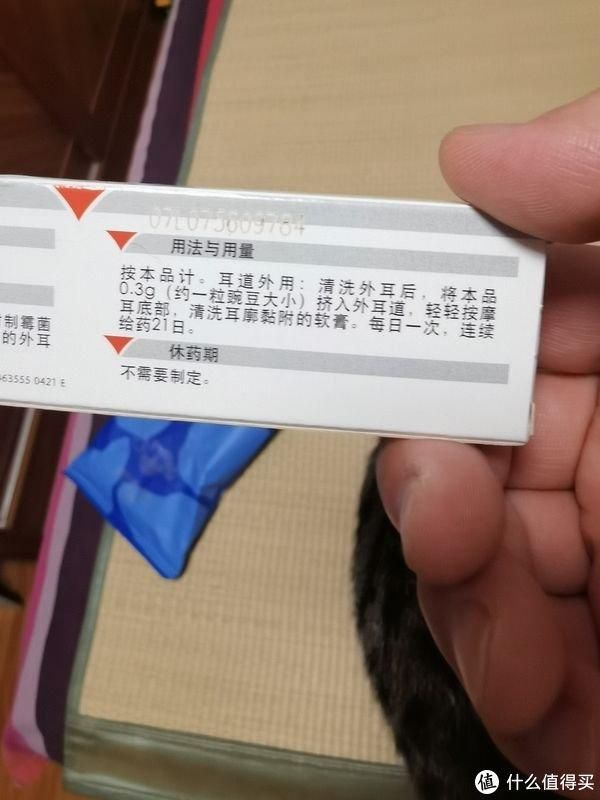 07L075609784
用法与用量
按本品计。耳道外用：清洗外耳后，将本品
0.3g（约一粒豌豆大小）挤入外耳道，轻轻按摩
耳底部，清洗耳廓黏附的软膏。每日一次，连续
给药21日。
休药期
不需要制定。
制霉菌
的外耳
463555 0421 E
值 什么值得买